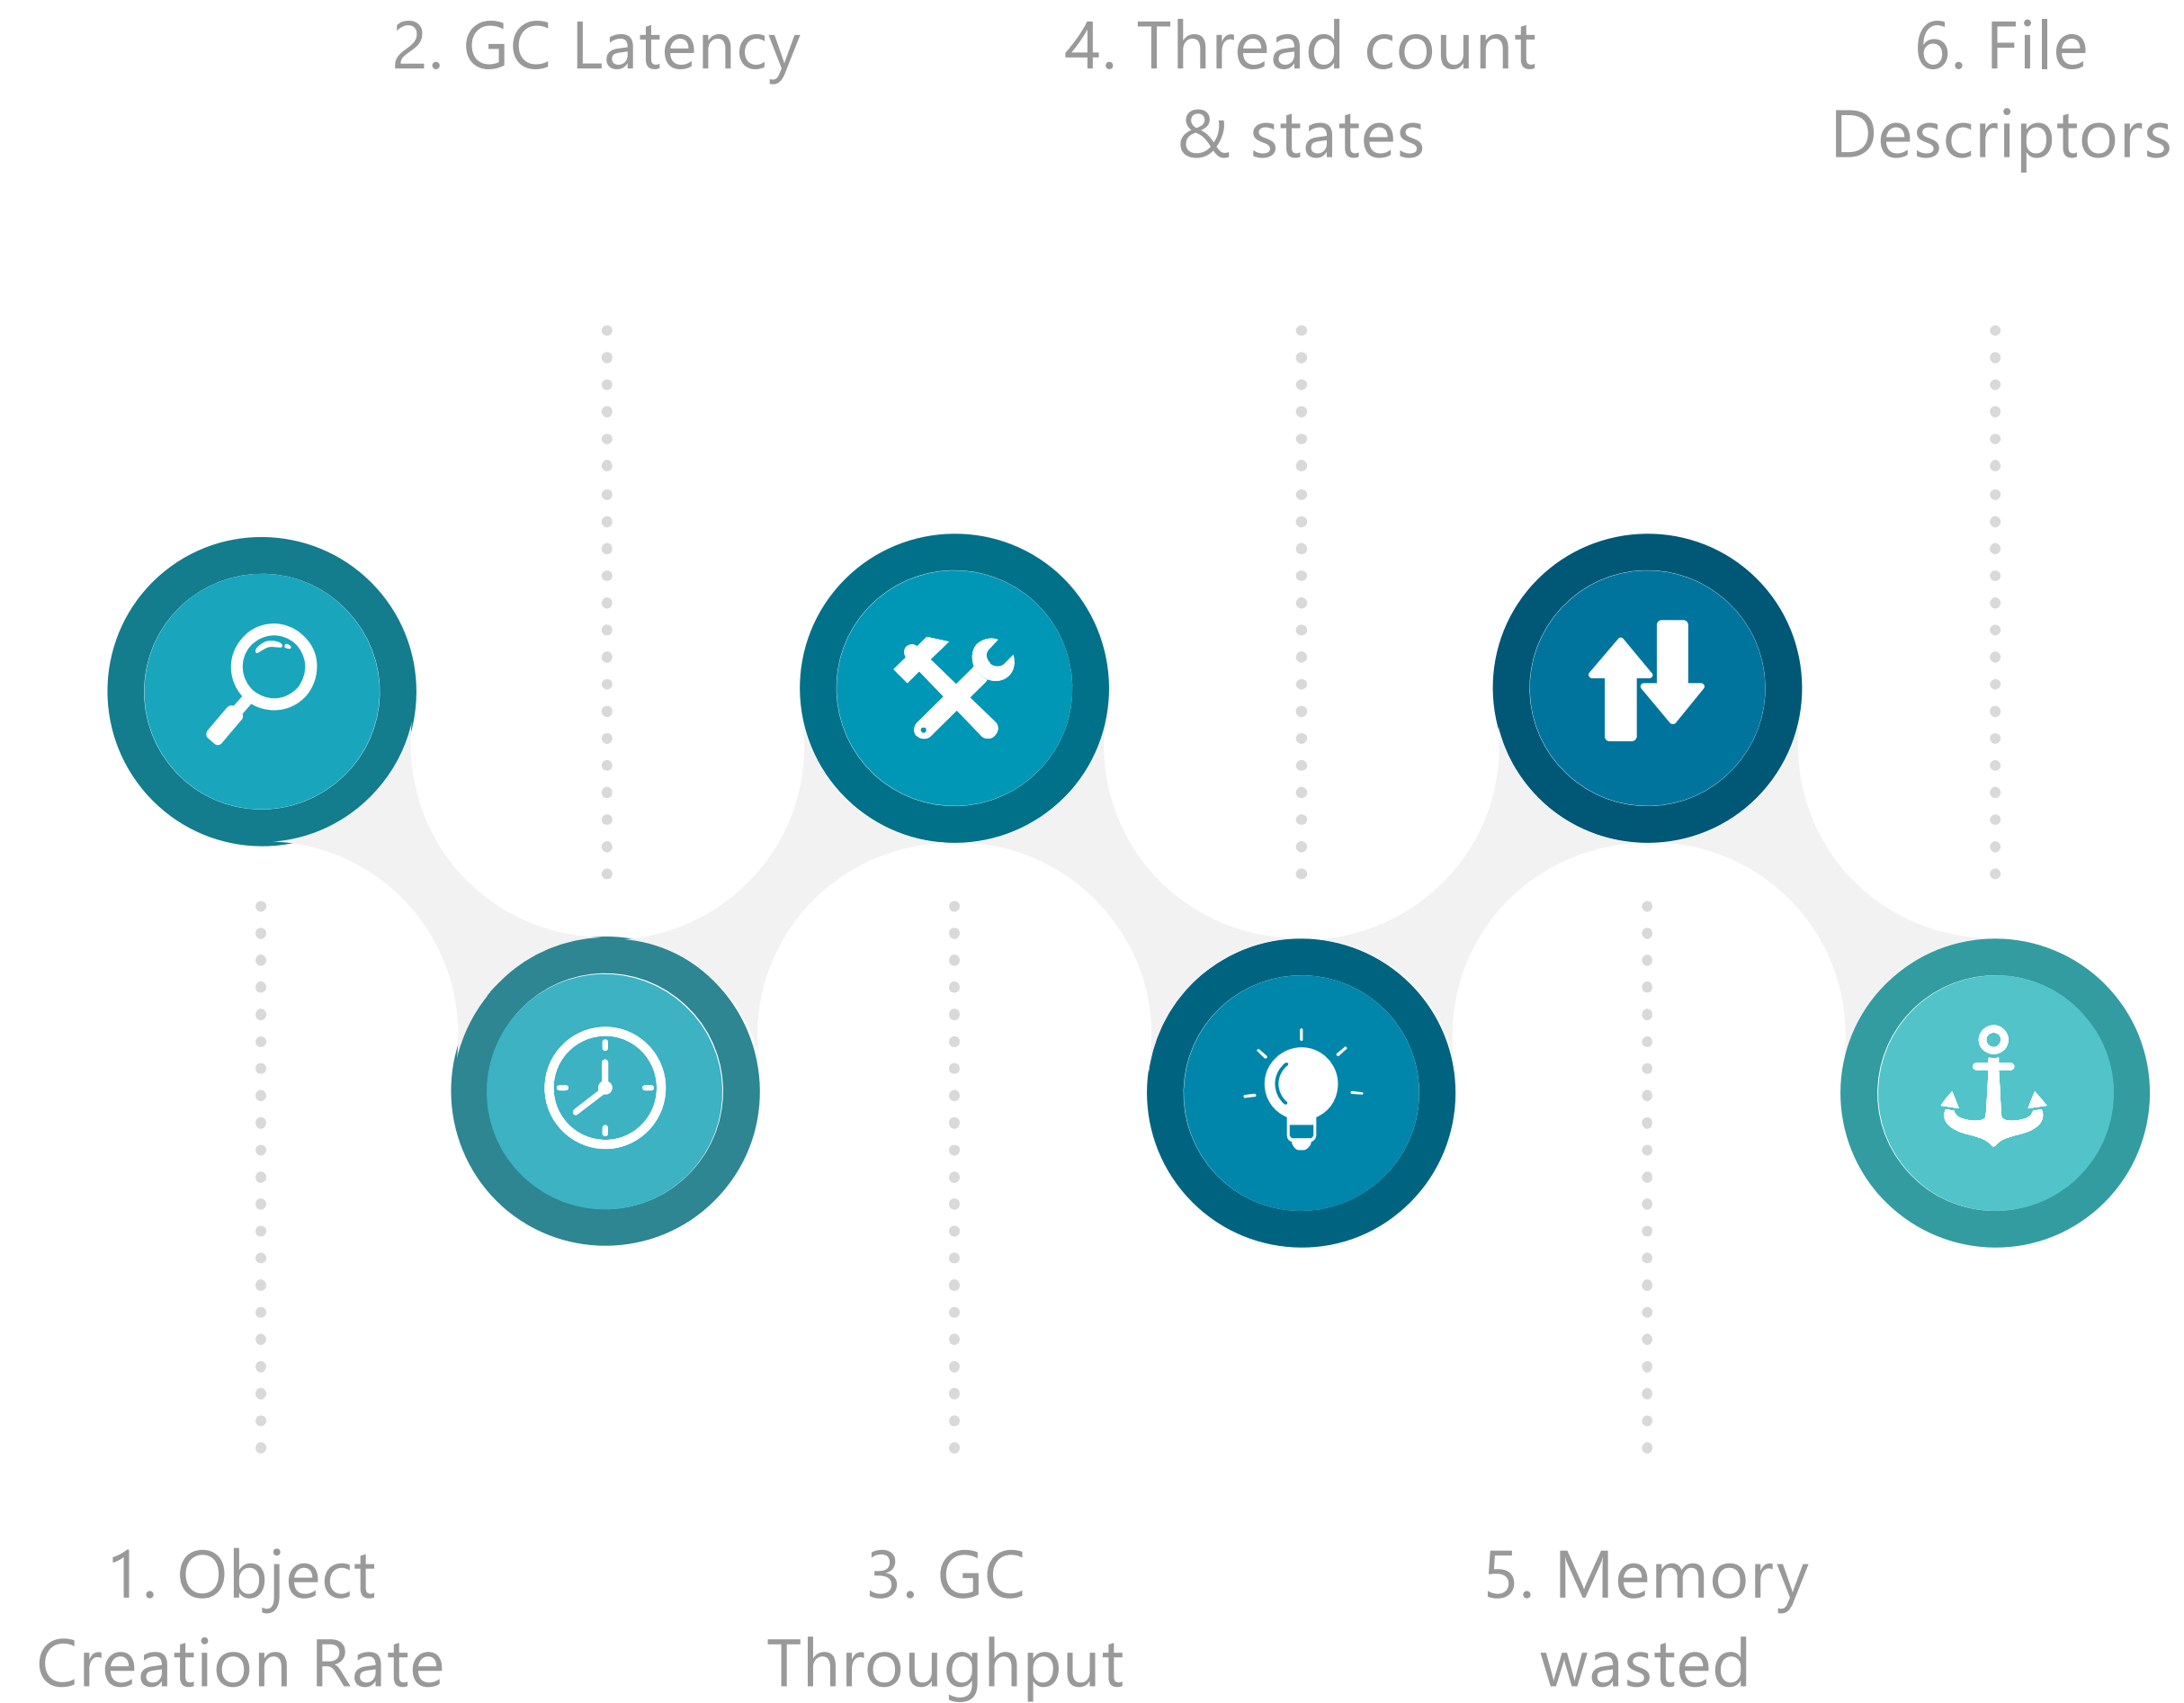 2. GC Latency
4. Thread count
& states
6. File
Descriptors
1. Object
Creation Rate
3. GC
Throughput
5. Memory
wasted